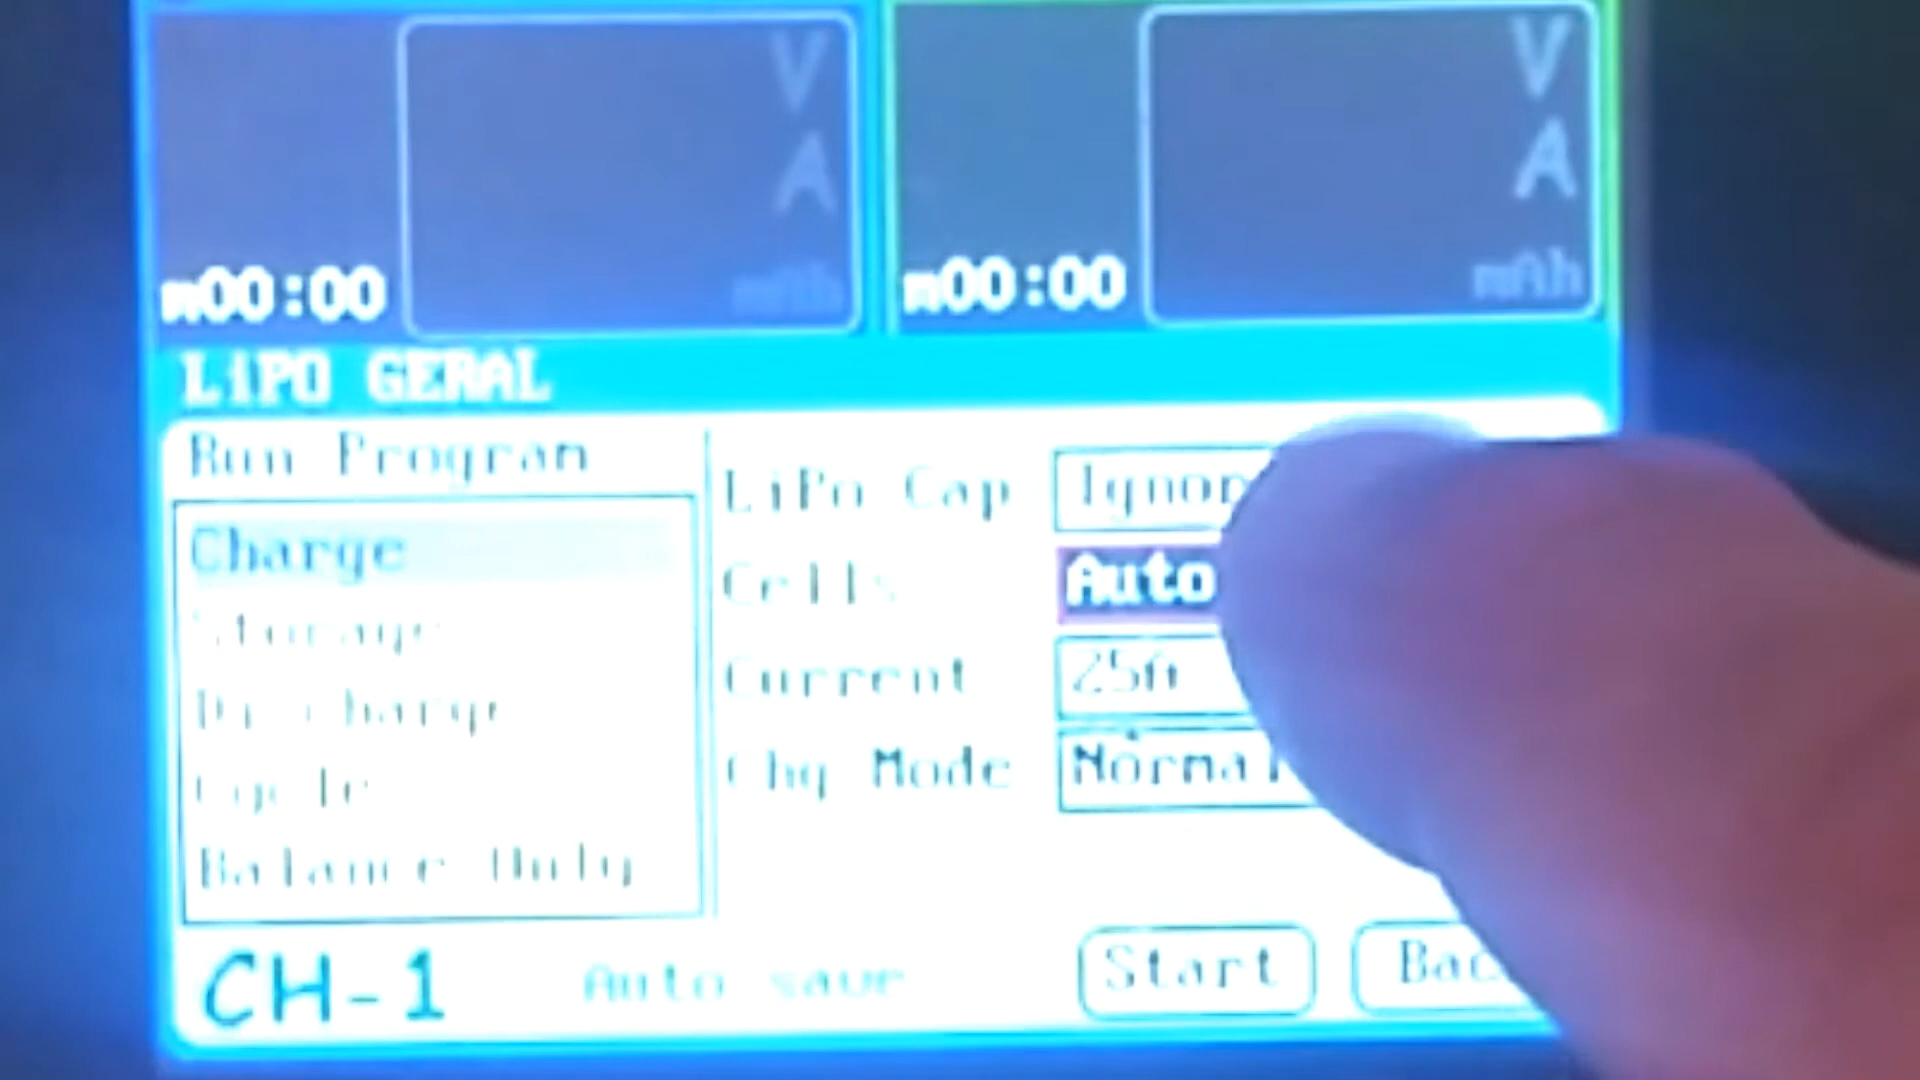 V
A
mAh
m00:00
V
A
mAh
m00:00
LiPO GERAL
Run Program
Charge
Storage
Discharge
Cycle
Balance Only
LiPo Cap
Cells Auto
Current 25A
Chg Mode Normal
CH-1
Auto save
Start